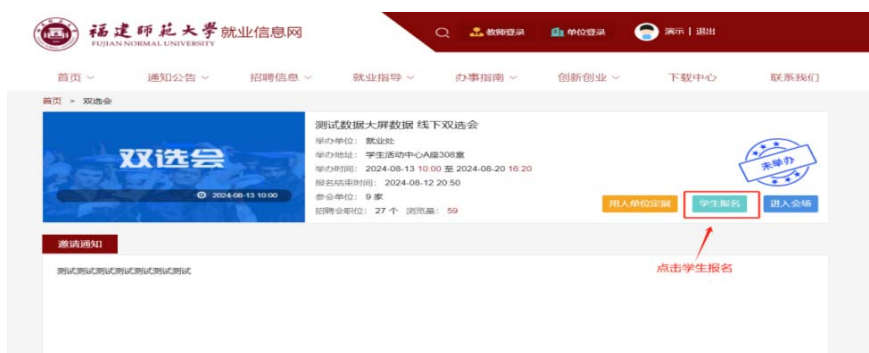 福建师范大学 就业信息网
FUJIAN NORMAL UNIVERSITY
教师登录 单位登录 演示 | 退出
首页 通知公告 招聘信息 就业指导 办事指南 创新创业 下载中心 联系我们
首页 > 双选会
双选会
2024-08-13 10:00
测试数据大屏数据 线下双选会
举办单位： 就业处
举办地址： 学生活动中心A座308室
举办时间： 2024-08-13 10:00 至 2024-08-20 16:20
报名结束时间： 2024-08-12 20:50
参会单位： 9 家
招聘会职位： 27 个 浏览量： 59
未举办
用人单位定展 学生报名 进入会场
点击学生报名
邀请通知
测试测试测试测试测试测试测试